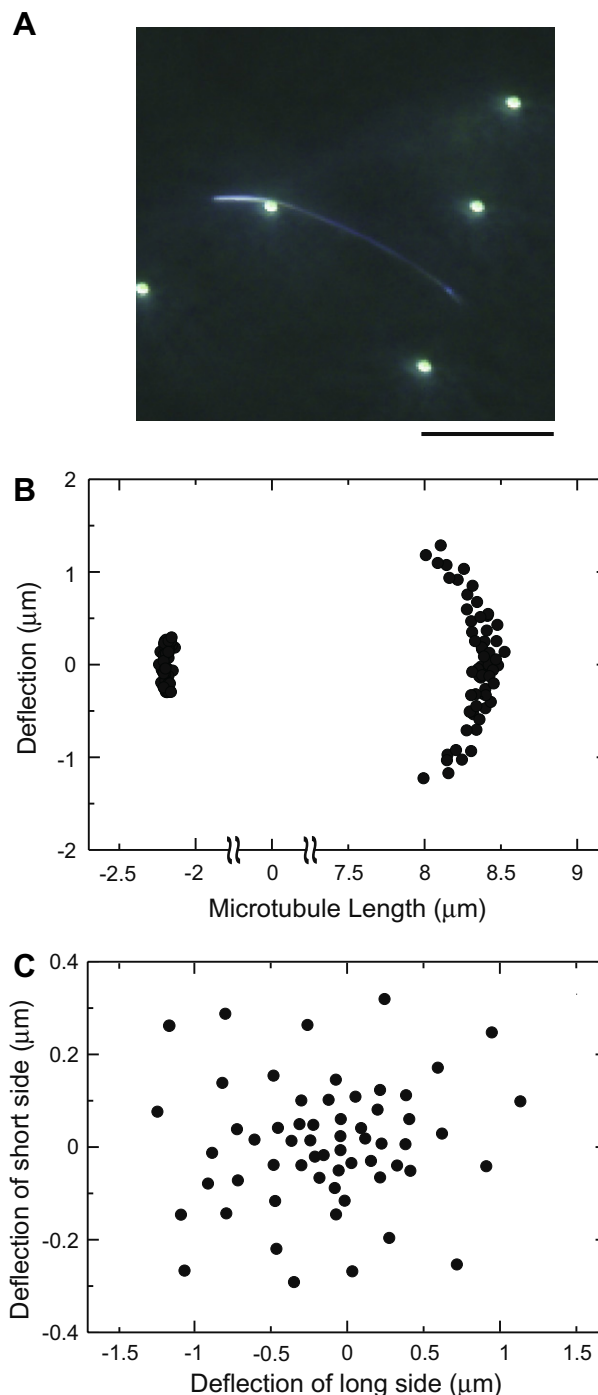 A
B
2
1
0
-1
-2
Deflection (μm)
-2.5 -2 0 7.5 8 8.5 9
Microtubule Length (μm)
C
0.4
0.2
0
-0.2
-0.4
Deflection of short side (μm)
-1.5 -1 -0.5 0 0.5 1 1.5
Deflection of long side (μm)